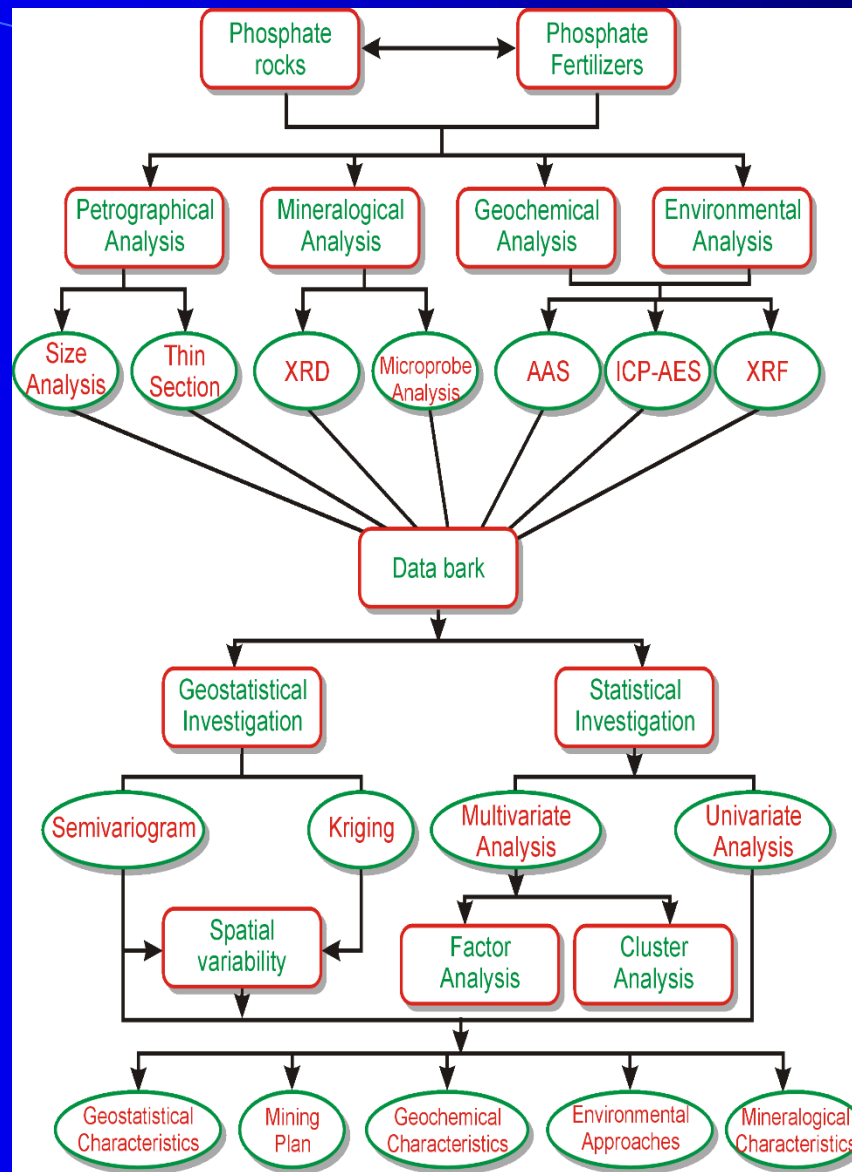 Phosphate
rocks
Phosphate
Fertilizers
Petrographical
Analysis
Mineralogical
Analysis
Geochemical
Analysis
Environmental
Analysis
Size
Analysis
Thin
Section
XRD
Microprobe
Analysis
AAS
ICP-AES
XRF
Data bark
Geostatistical
Investigation
Statistical
Investigation
Semivariogram
Kriging
Multivariate
Analysis
Univariate
Analysis
Spatial
variability
Factor
Analysis
Cluster
Analysis
Geostatistical
Characteristics
Mining
Plan
Geochemical
Characteristics
Environmental
Approaches
Mineralogical
Characteristics